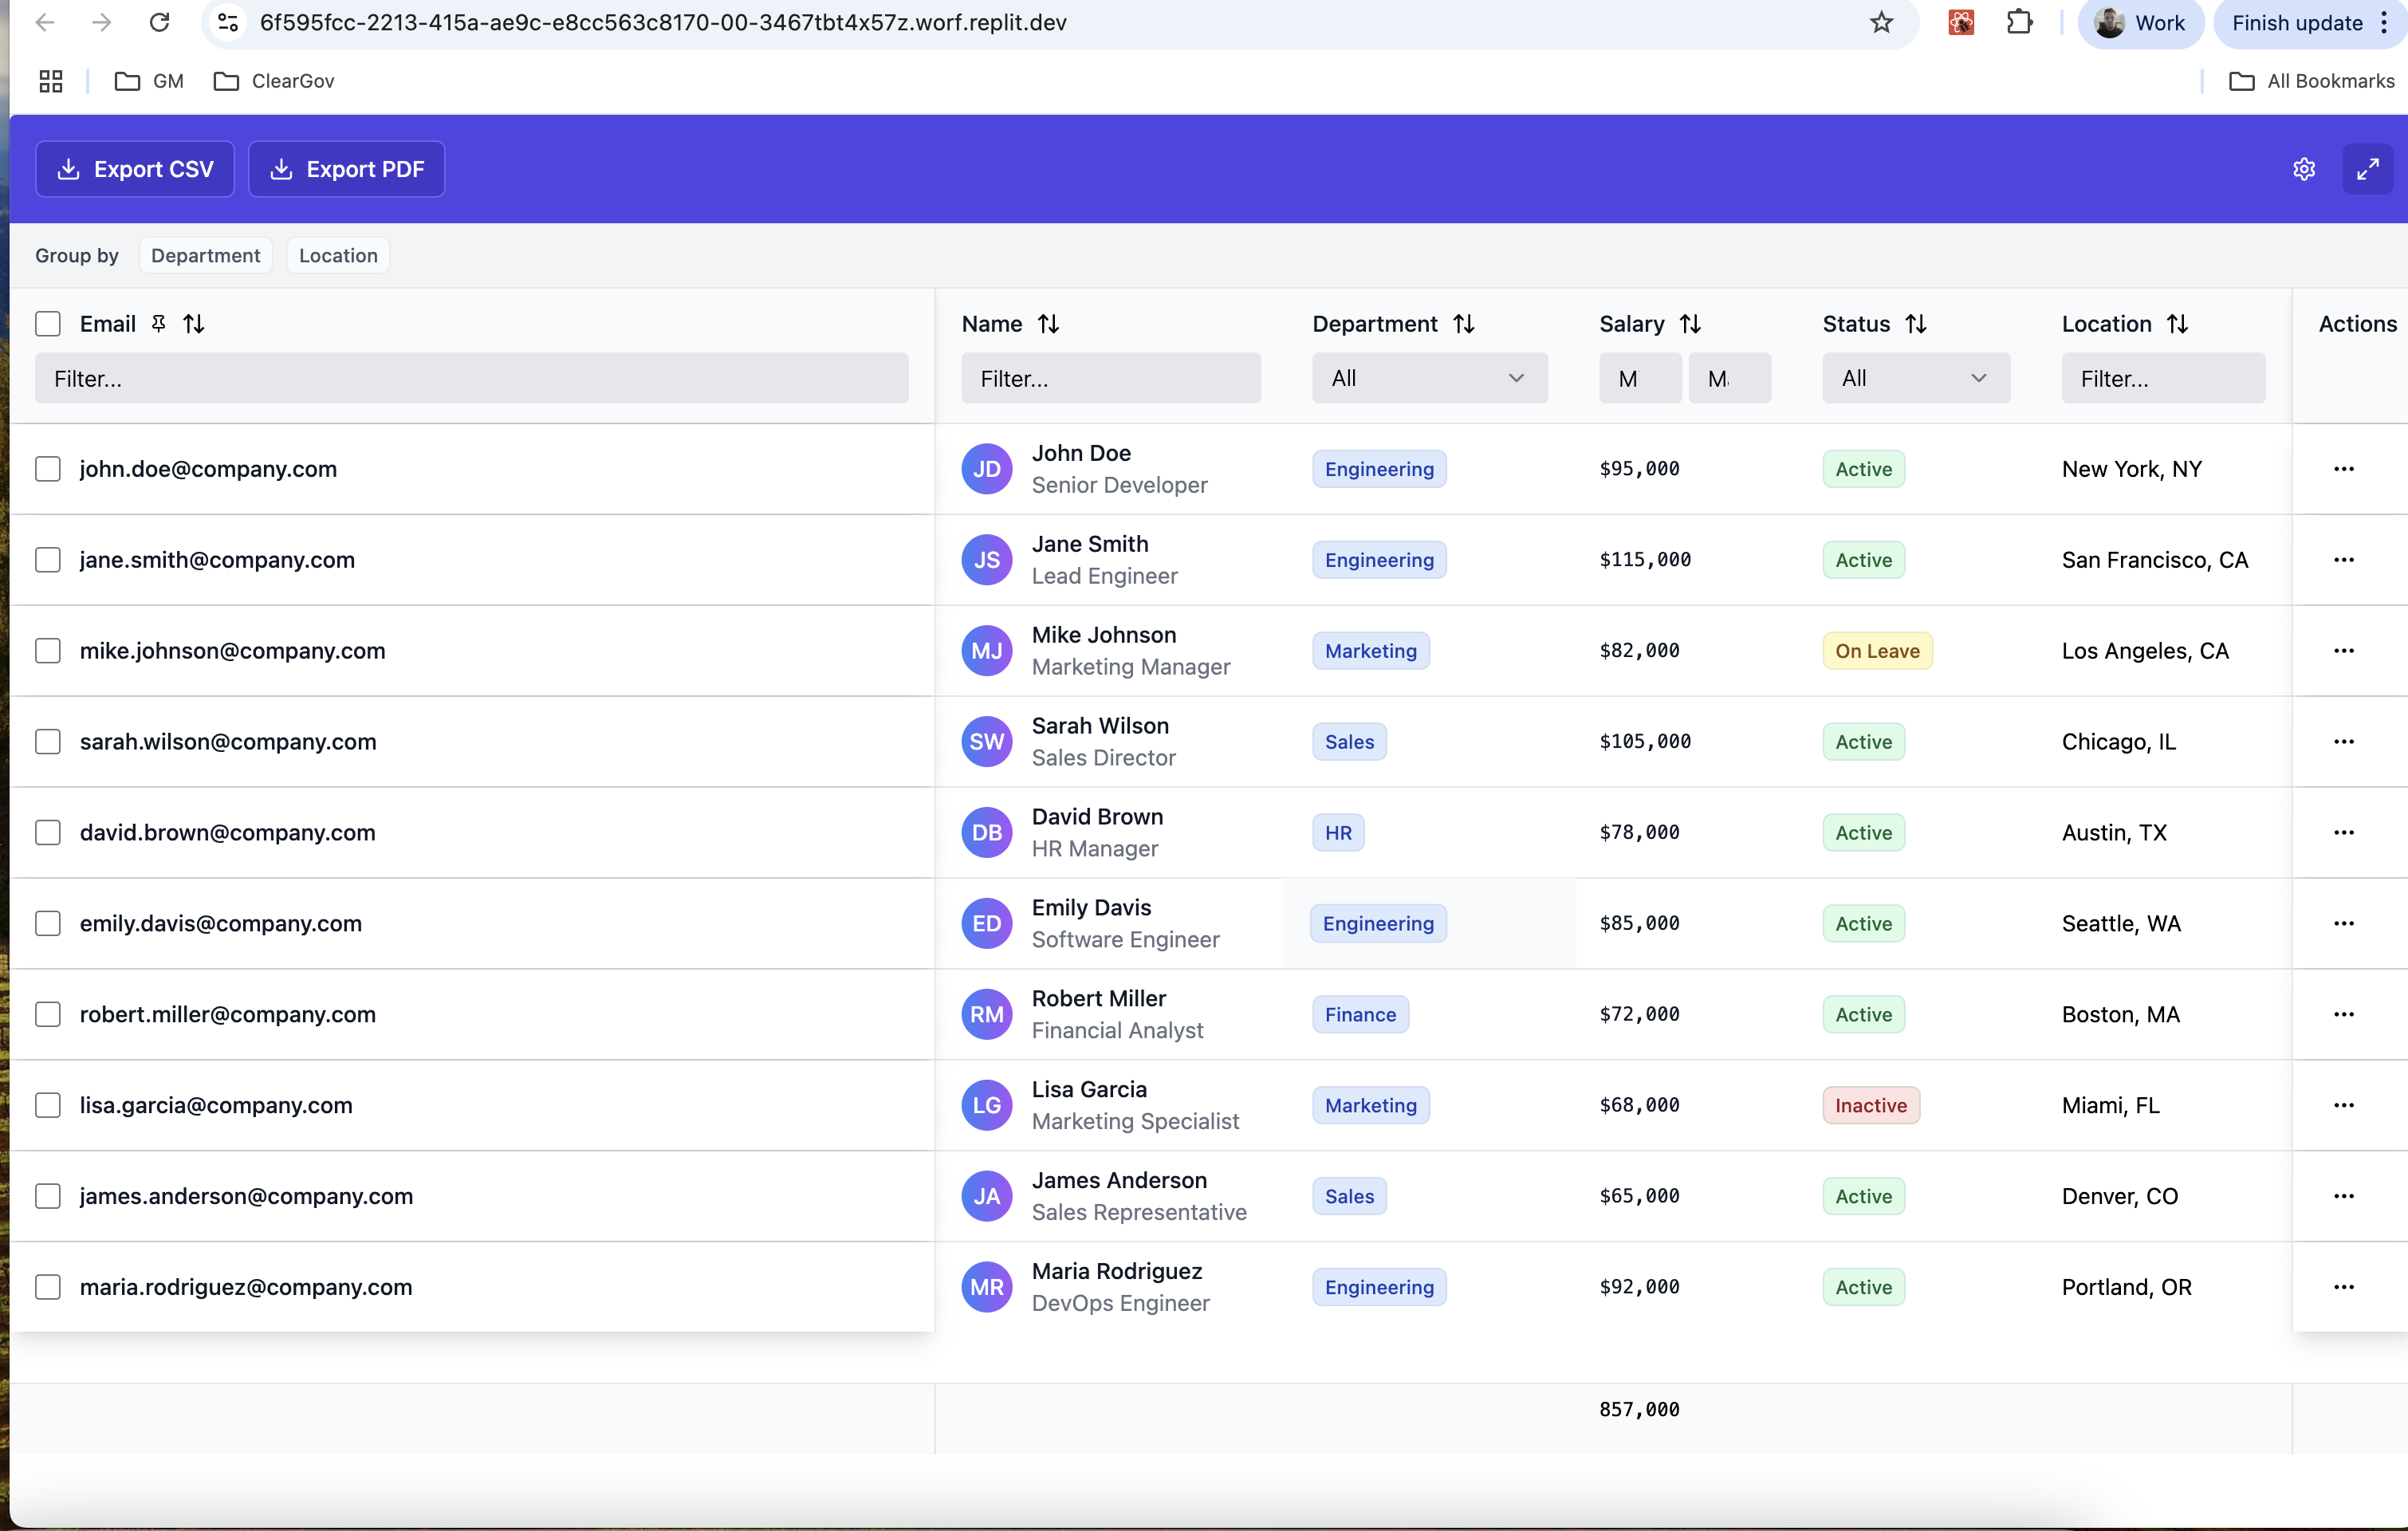 6f595fcc-2213-415a-ae9c-e8cc563c8170-00-3467tbt4x57z.worf.replit.dev Work Finish update
GM ClearGov All Bookmarks
Export CSV Export PDF
Group by Department Location
Email Name Department Salary Status Location Actions
Filter... Filter... All M M All Filter...
john.doe@company.com JD John Doe Engineering $95,000 Active New York, NY
Senior Developer
jane.smith@company.com JS Jane Smith Engineering $115,000 Active San Francisco, CA
Lead Engineer
mike.johnson@company.com MJ Mike Johnson Marketing $82,000 On Leave Los Angeles, CA
Marketing Manager
sarah.wilson@company.com SW Sarah Wilson Sales $105,000 Active Chicago, IL
Sales Director
david.brown@company.com DB David Brown HR $78,000 Active Austin, TX
HR Manager
emily.davis@company.com ED Emily Davis Engineering $85,000 Active Seattle, WA
Software Engineer
robert.miller@company.com RM Robert Miller Finance $72,000 Active Boston, MA
Financial Analyst
lisa.garcia@company.com LG Lisa Garcia Marketing $68,000 Inactive Miami, FL
Marketing Specialist
james.anderson@company.com JA James Anderson Sales $65,000 Active Denver, CO
Sales Representative
maria.rodriguez@company.com MR Maria Rodriguez Engineering $92,000 Active Portland, OR
DevOps Engineer
857,000